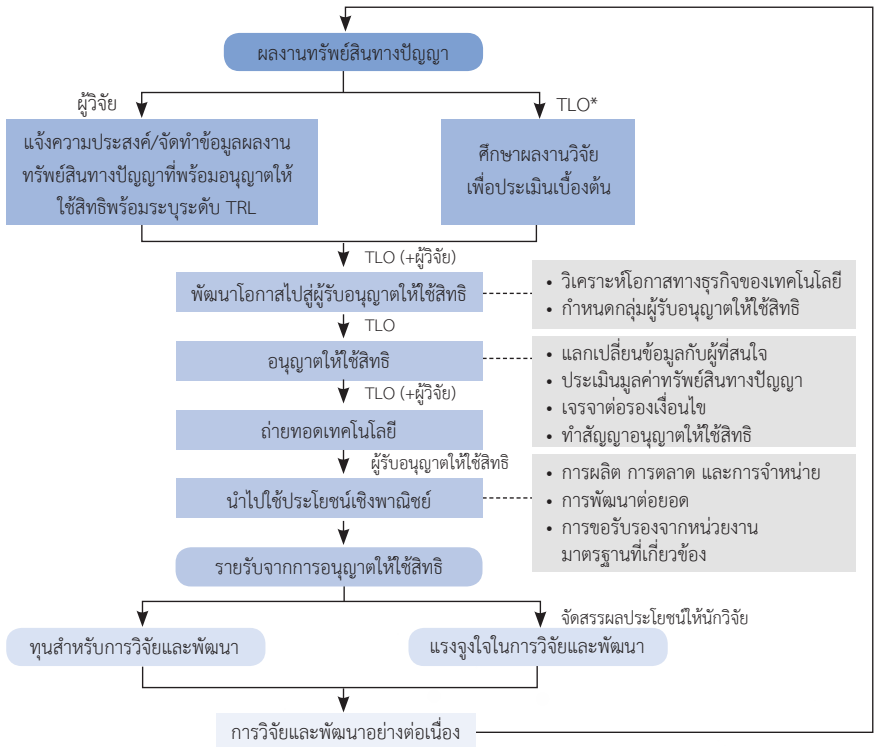 ผลงานทรัพย์สินทางปัญญา
ผู้วิจัย
TLO*
แจ้งความประสงค์/จัดทำข้อมูลผลงาน
ทรัพย์สินทางปัญญาที่พร้อมอนุญาตให้
ใช้สิทธิพร้อมระบุระดับ TRL
ศึกษาผลงานวิจัย
เพื่อประเมินเบื้องต้น
TLO (+ผู้วิจัย)
พัฒนาโอกาสไปสู่ผู้รับอนุญาตให้ใช้สิทธิ
• วิเคราะห์โอกาสทางธุรกิจของเทคโนโลยี
• กำหนดกลุ่มผู้รับอนุญาตให้ใช้สิทธิ
TLO
อนุญาตให้ใช้สิทธิ
• แลกเปลี่ยนข้อมูลกับผู้ที่สนใจ
• ประเมินมูลค่าทรัพย์สินทางปัญญา
• เจรจาต่อรองเงื่อนไข
• ทำสัญญาอนุญาตให้ใช้สิทธิ
TLO (+ผู้วิจัย)
ถ่ายทอดเทคโนโลยี
ผู้รับอนุญาตให้ใช้สิทธิ
นำไปใช้ประโยชน์เชิงพาณิชย์
• การผลิต การตลาด และการจำหน่าย
• การพัฒนาต่อยอด
• การขอรับรองจากหน่วยงาน
มาตรฐานที่เกี่ยวข้อง
รายรับจากการอนุญาตให้ใช้สิทธิ
จัดสรรผลประโยชน์ให้นักวิจัย
ทุนสำหรับการวิจัยและพัฒนา
แรงจูงใจในการวิจัยและพัฒนา
การวิจัยและพัฒนาอย่างต่อเนื่อง